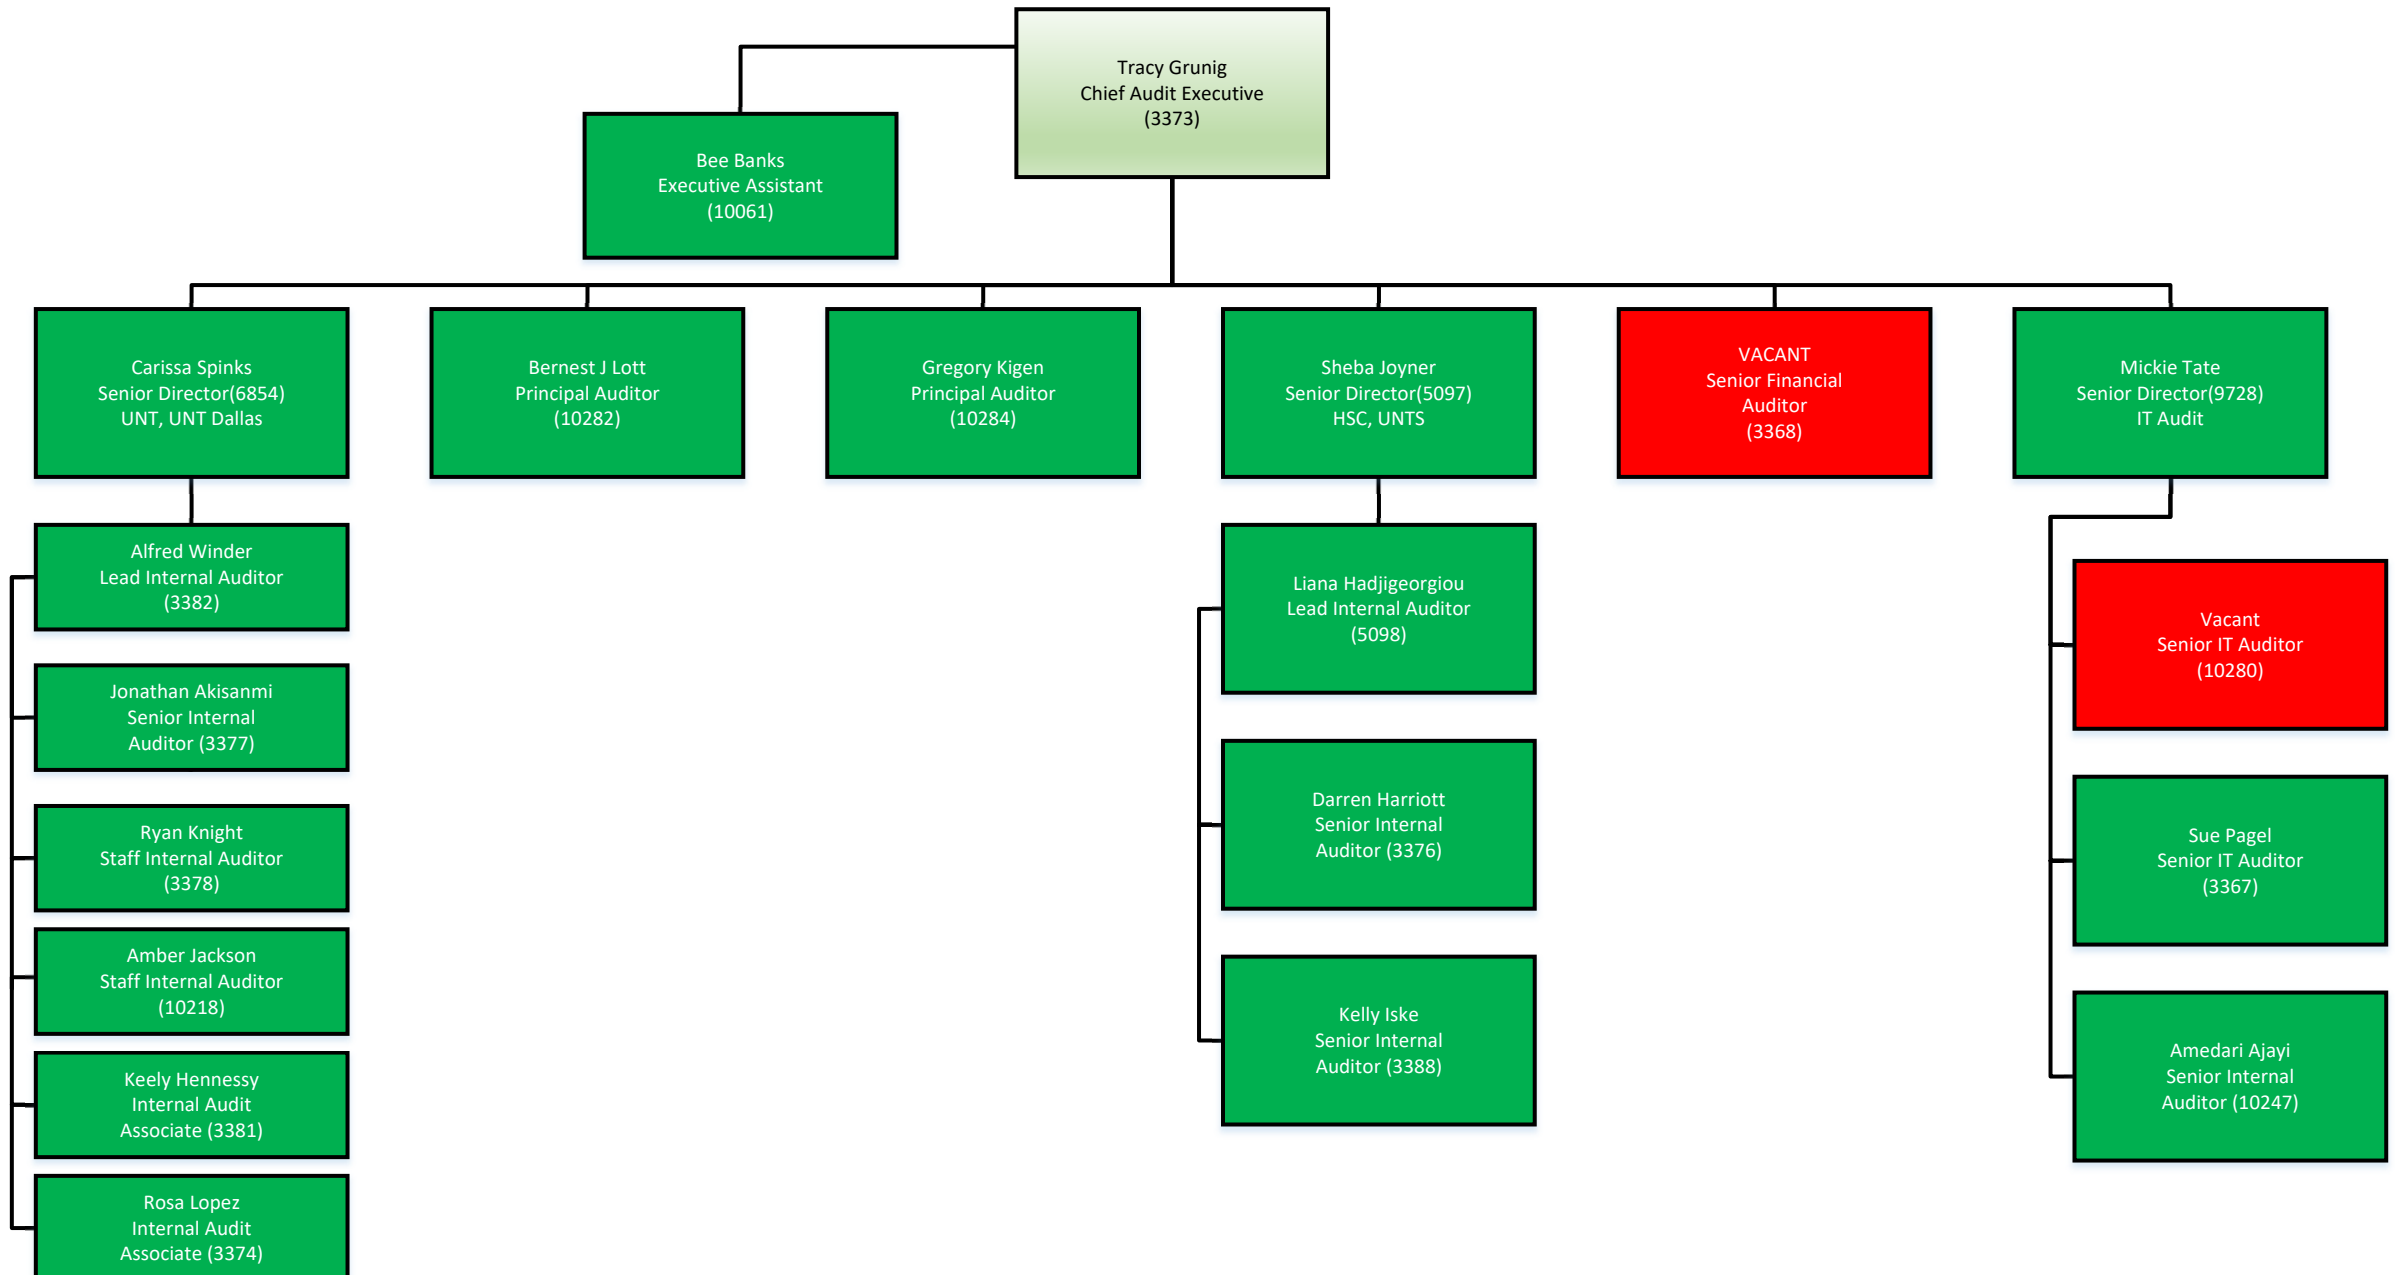 Tracy Grunig
Chief Audit Executive
(3373)
Bee Banks
Executive Assistant
(10061)
Carissa Spinks
Senior Director(6854)
UNT, UNT Dallas
Bernest J Lott
Principal Auditor
(10282)
Gregory Kigen
Principal Auditor
(10284)
Sheba Joyner
Senior Director(5097)
HSC, UNTS
VACANT
Senior Financial
Auditor
(3368)
Mickie Tate
Senior Director(9728)
IT Audit
Alfred Winder
Lead Internal Auditor
(3382)
Jonathan Akisanmi
Senior Internal
Auditor (3377)
Ryan Knight
Staff Internal Auditor
(3378)
Amber Jackson
Staff Internal Auditor
(10218)
Keely Hennessy
Internal Audit
Associate (3381)
Rosa Lopez
Internal Audit
Associate (3374)
Liana Hadjigeorgiou
Lead Internal Auditor
(5098)
Darren Harriott
Senior Internal
Auditor (3376)
Kelly Iske
Senior Internal
Auditor (3388)
Vacant
Senior IT Auditor
(10280)
Sue Pagel
Senior IT Auditor
(3367)
Amedari Ajayi
Senior Internal
Auditor (10247)